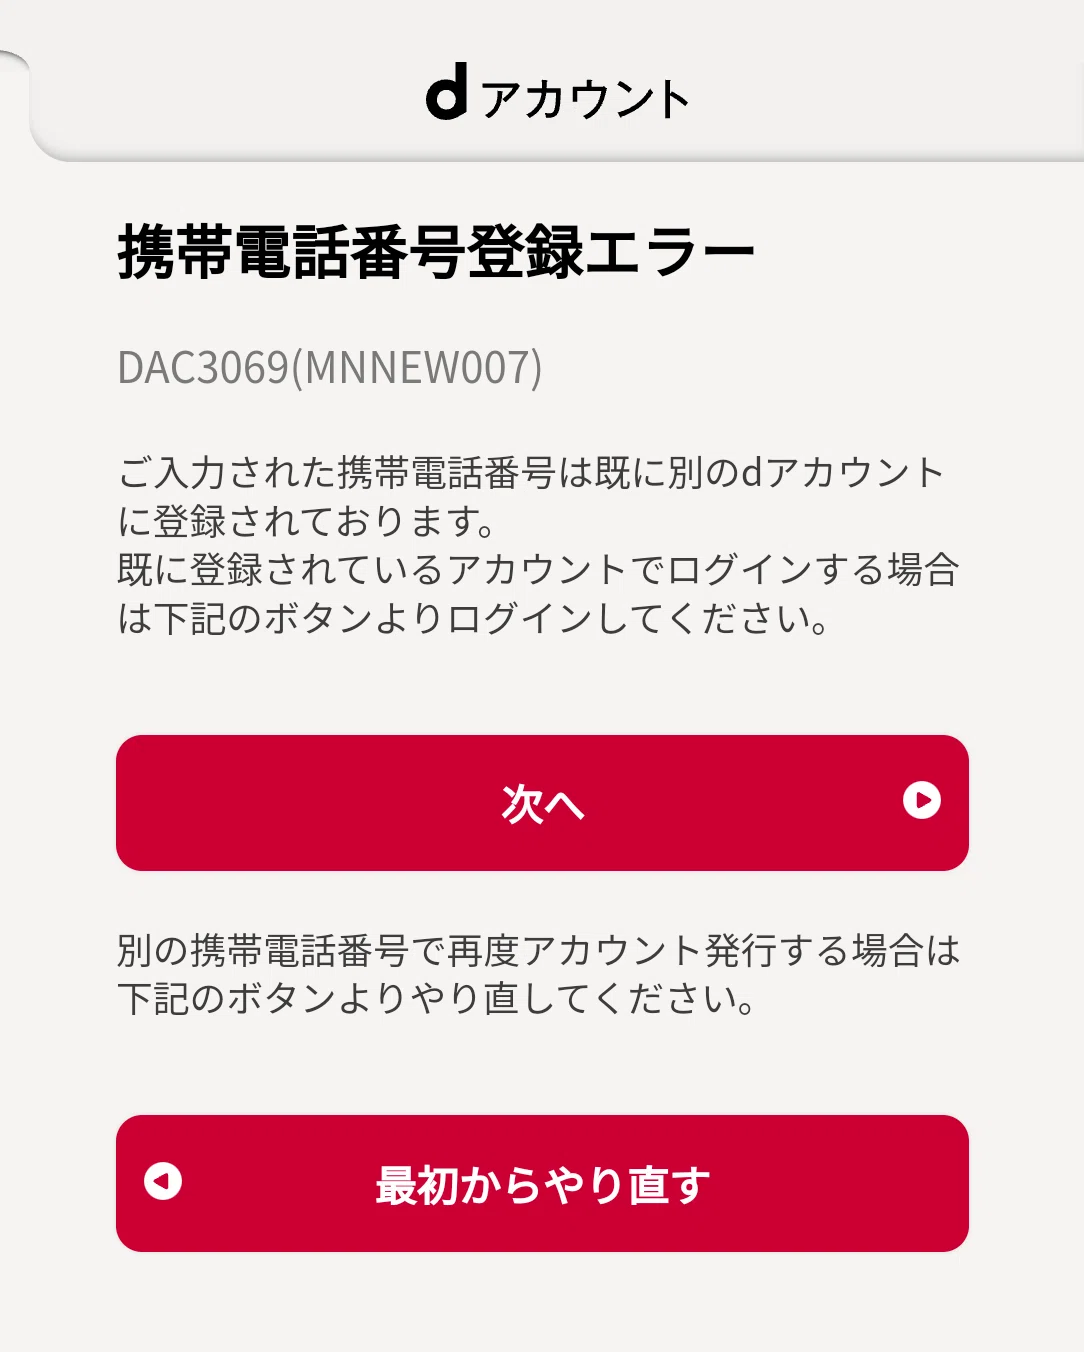 dアカウント
携帯電話番号登録エラー
DAC3069(MNNEW007)
ご入力された携帯電話番号は既に別のdアカウント
に登録されております。
既に登録されているアカウントでログインする場合
は下記のボタンよりログインしてください。
次へ
別の携帯電話番号で再度アカウント発行する場合は
下記のボタンよりやり直してください。
最初からやり直す